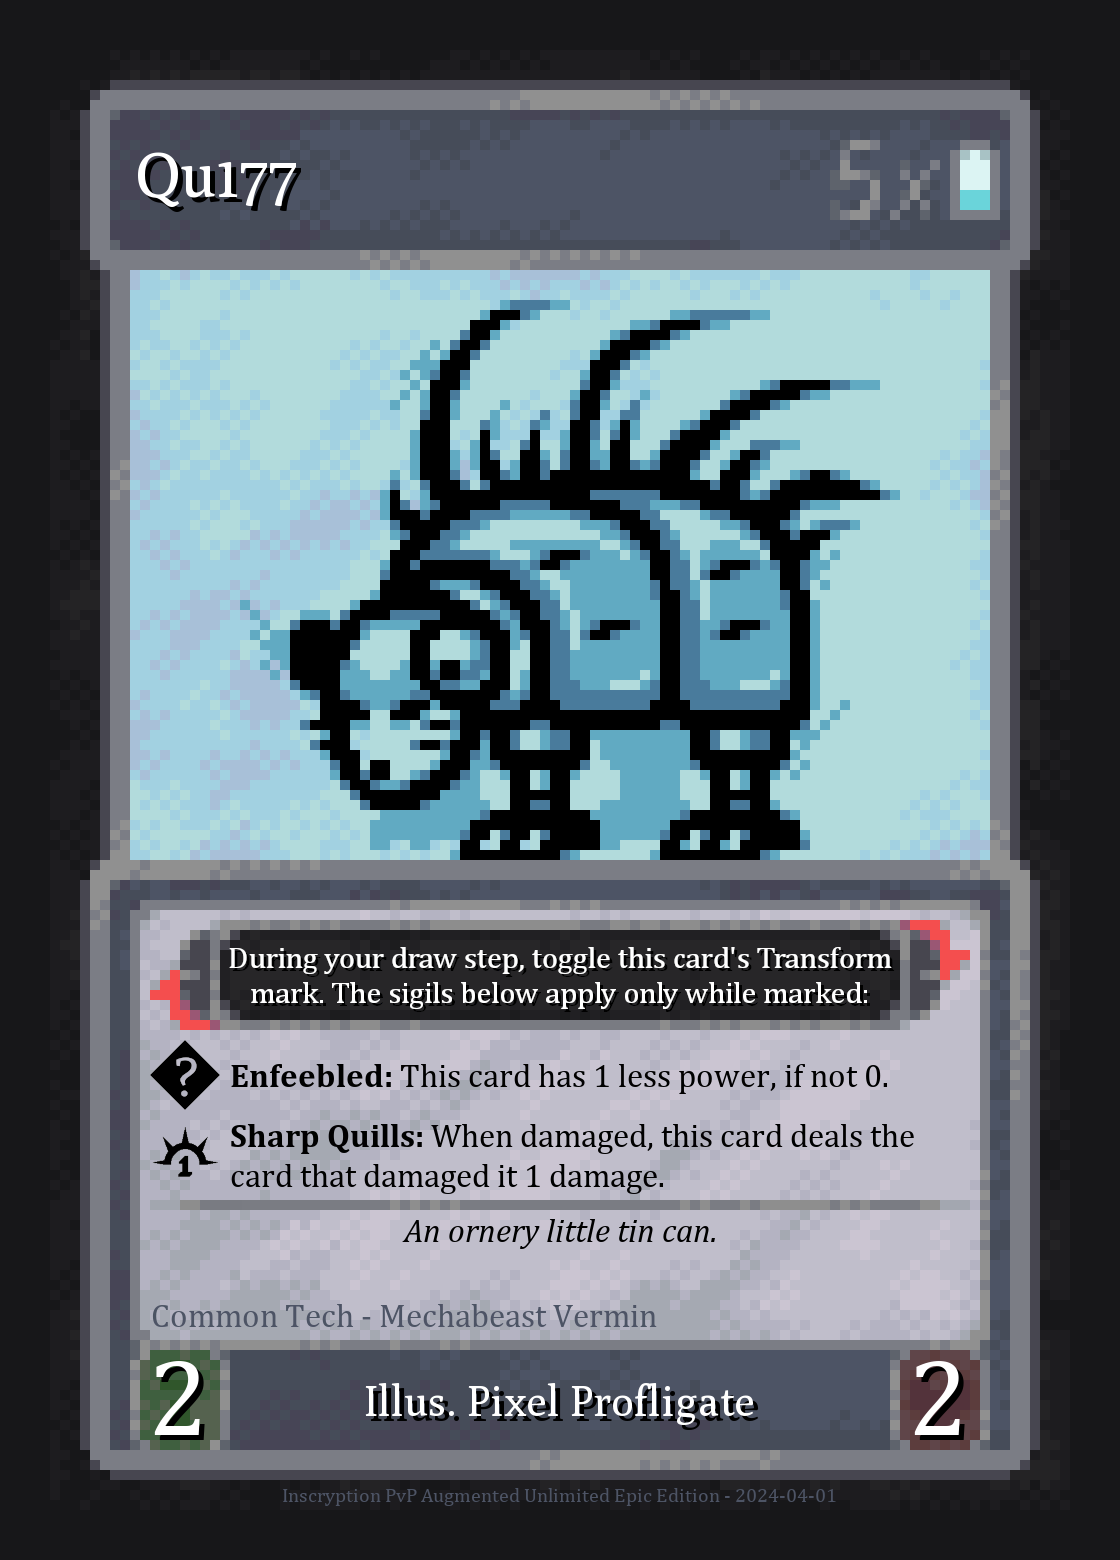 Qu177
5x
During your draw step, toggle this card's Transform
mark. The sigils below apply only while marked:
?
Enfeebled: This card has 1 less power, if not 0.
1
Sharp Quills: When damaged, this card deals the
card that damaged it 1 damage.
An ornery little tin can.
Common Tech - Mechabeast Vermin
2
Illus. Pixel Profligate
2
Inscryption PvP Augmented Unlimited Epic Edition - 2024-04-01